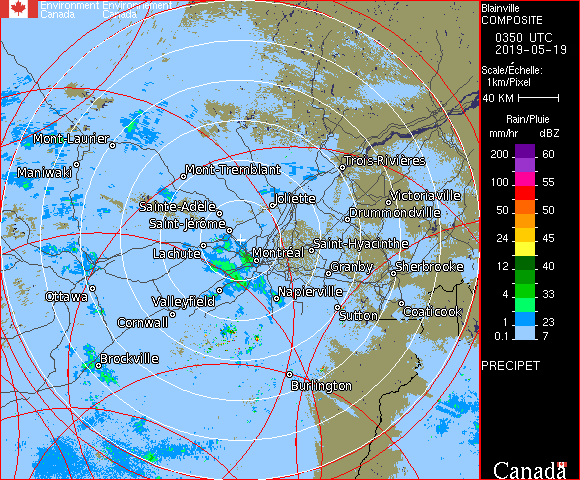 Environment Environnement
Canada Canada
Mont-Laurier
Maniwaki
Mont-Tremblant
Trois-Rivières
Sainte-Adèle
Joliette
Victoriaville
Drummondville
Saint-Jérôme
Lachute
Montréal
Saint-Hyacinthe
Granby
Sherbrooke
Ottawa
Valleyfield
Napierville
Cornwall
Sutton
Coaticook
Brockville
Burlington
Blainville
COMPOSITE
0350 UTC
2019-05-19
Scale/Échelle:
1km/Pixel
40 KM
Rain/Pluie
mm/hr dBZ
200 60
100 55
50 50
24 45
12 40
4 33
1 23
0.1 7
PRECIPET
Canada